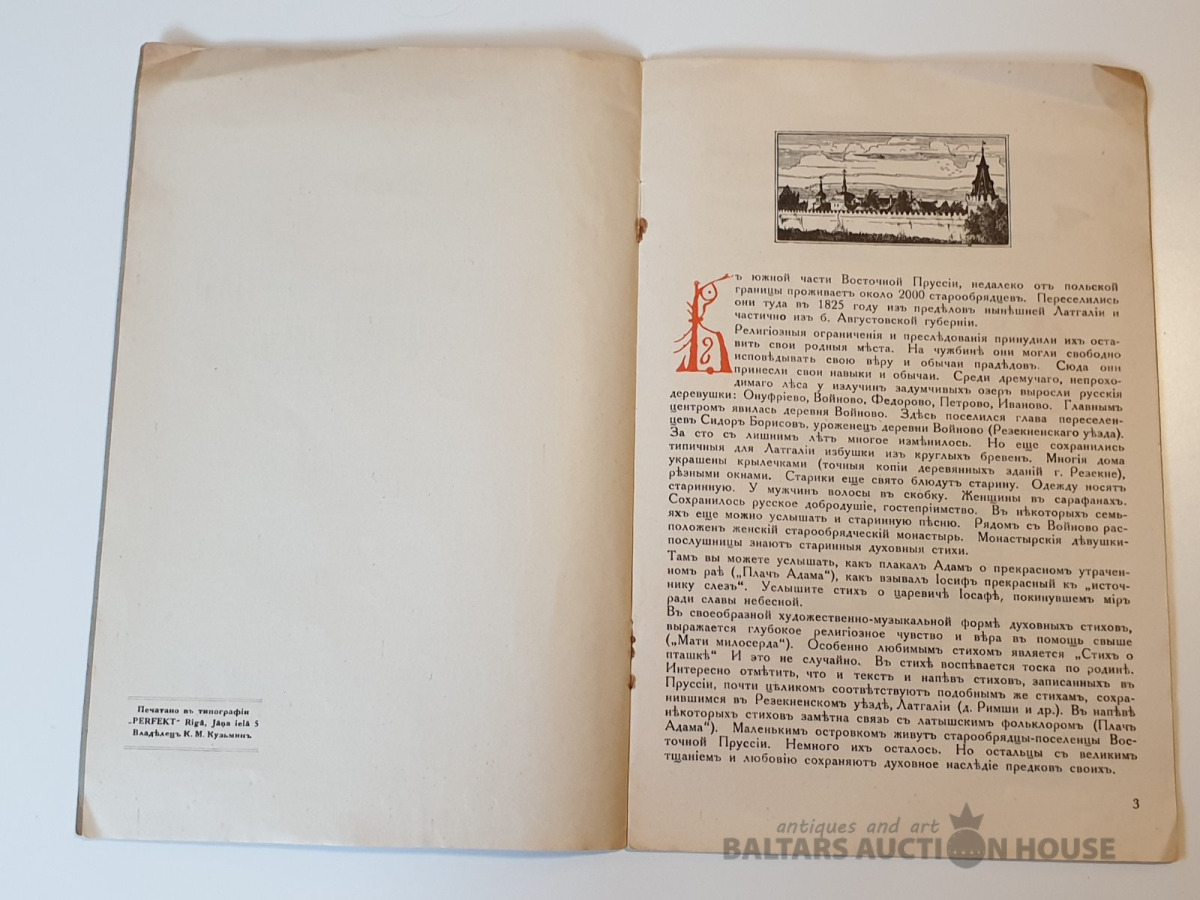 Печатано въ типографіи
„PERFEKT" Rīgā, Jāņa ielā 5
Владѣлецъ К. М. Кузьминъ
ъ южной части Восточной Пруссіи, недалеко отъ польской
границы проживаетъ около 2000 старообрядцевъ. Переселились
они туда въ 1825 году изъ предѣловъ нынѣшней Латгаліи и
частично изъ б. Августовской губерніи.
Религіозныя ограниченія и преслѣдованія принудили ихъ оста-
вить свои родныя мѣста. На чужбинѣ они могли свободно
исповѣдывать свою вѣру и обычаи прадѣдовъ. Сюда они
принесли свои навыки и обычаи. Среди дремучаго, непрохо-
димаго лѣса у излучинъ задумчивыхъ озеръ выросли русскія
деревушки: Онуфріево, Войново, Федорово, Петрово, Иваново. Главнымъ
центромъ явилась деревня Войново. Здѣсь поселился глава переселен-
цевъ Сидоръ Борисовъ, уроженецъ деревни Войново (Резекненскаго уѣзда).
За сто съ лишнимъ лѣтъ многое измѣнилось. Но еще сохранились
типичныя для Латгаліи избушки изъ круглыхъ бревенъ. Многія дома
украшены крылечками (точныя копіи деревянныхъ зданій г. Резекне),
рѣзными окнами. Старики еще свято блюдутъ старину. Одежду носятъ
старинную. У мужчинъ волосы въ скобку. Женщины въ сарафанахъ.
Сохранилось русское добродушіе, гостепріимство. Въ нѣкоторыхъ семь-
яхъ еще можно услышать и старинную пѣсню. Рядомъ съ Войново рас-
положенъ женскій старообрядческій монастырь. Монастырскія дѣвушки-
послушницы знаютъ старинныя духовныя стихи.
Тамъ вы можете услышать, какъ плакалъ Адамъ о прекрасномъ утрачен-
номъ раѣ („Плачъ Адама"), какъ взывалъ Іосифъ прекрасный къ „источ-
нику слезъ". Услышите стихъ о царевичѣ Іосафѣ, покинувшемъ міръ
ради славы небесной.
Въ своеобразной художественно-музыкальной формѣ духовныхъ стиховъ,
выражается глубокое религіозное чувство и вѣра въ помощь свыше
(„Мати милосерда"). Особенно любимымъ стихомъ является „Стихъ о
пташкѣ" И это не случайно. Въ стихѣ воспѣвается тоска по родинѣ.
Интересно отмѣтить, что и текстъ и напѣвъ стиховъ, записанныхъ въ
Пруссіи, почти цѣликомъ соотвѣтствуютъ подобнымъ же стихамъ, сохра-
нившимся въ Резекненскомъ уѣздѣ, Латгаліи (д. Римши и др.). Въ напѣвѣ
нѣкоторыхъ стиховъ замѣтна связь съ латышскимъ фольклоромъ (Плачъ
Адама"). Маленькимъ островкомъ живутъ старообрядцы-поселенцы Вос-
точной Пруссіи. Немного ихъ осталось. Но остальцы съ великимъ
тщаніемъ и любовію сохраняютъ духовное наслѣдіе предковъ своихъ.
3
antiques and art
BALTARS AUCTION HOUSE